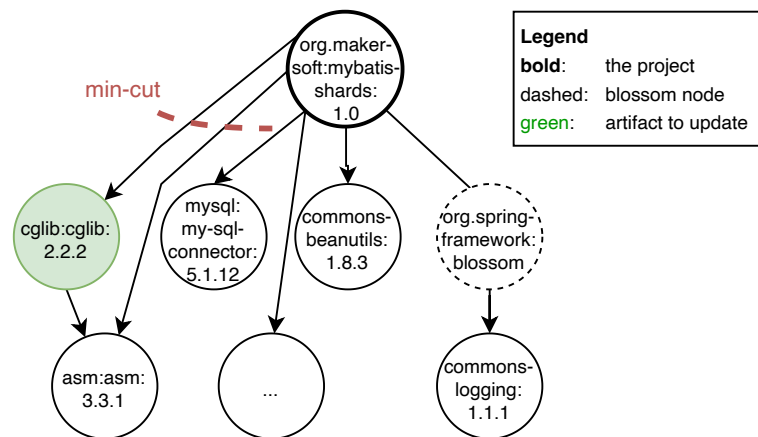 org.maker-
soft:mybatis-
shards:
1.0
Legend
bold: the project
dashed: blossom node
green: artifact to update
min-cut
cglib:cglib:
2.2.2
mysql:
my-sql-
connector:
5.1.12
commons-
beanutils:
1.8.3
org.spring-
framework:
blossom
asm:asm:
3.3.1
...
commons-
logging:
1.1.1